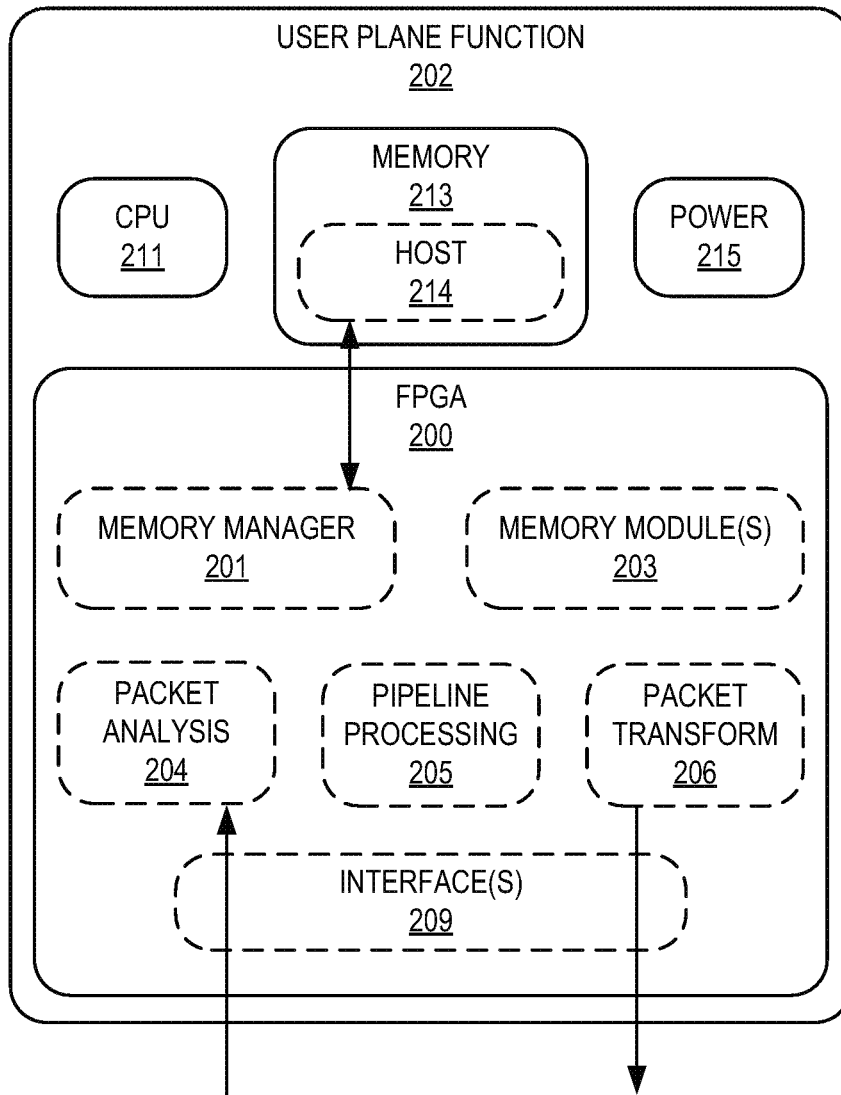 USER PLANE FUNCTION
202
MEMORY
213
CPU
211
HOST
214
POWER
215
FPGA
200
MEMORY MANAGER
201
MEMORY MODULE(S)
203
PACKET
ANALYSIS
204
PIPELINE
PROCESSING
205
PACKET
TRANSFORM
206
INTERFACE(S)
209